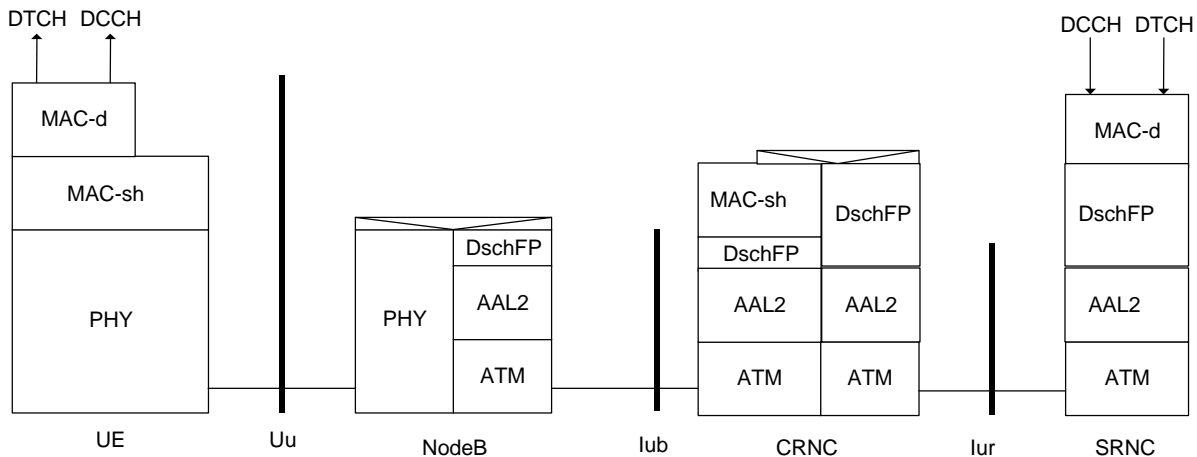 DTCH DCCH
DCCH DTCH
MAC-d
MAC-d
MAC-sh
MAC-sh
DschFP
DschFP
DschFP
DschFP
PHY
PHY
AAL2
AAL2
AAL2
AAL2
ATM
ATM
ATM
ATM
UE
Uu
NodeB
Iub
CRNC
Iur
SRNC